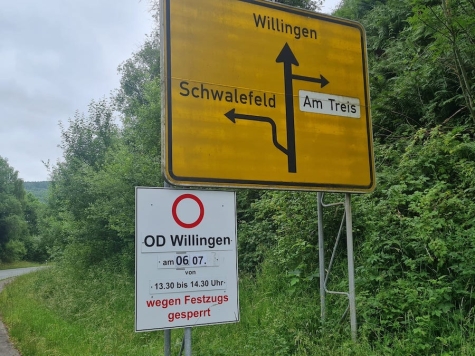 Willingen
Schwalefeld
Am Treis
OD Willingen
am 06.07.
von
13.30 bis 14.30 Uhr
wegen Festzugs
gesperrt